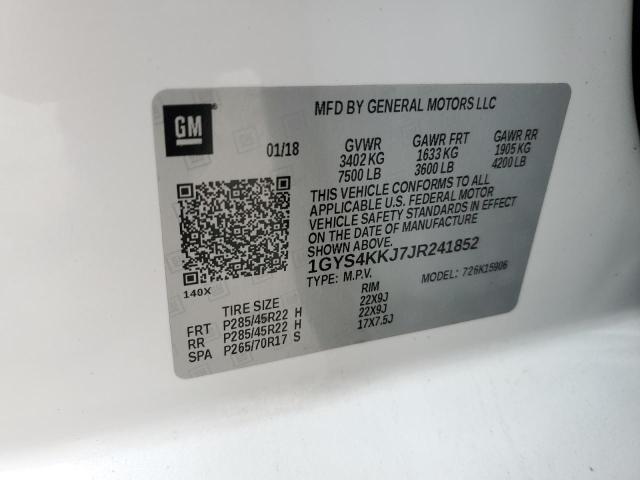 GM
MFD BY GENERAL MOTORS LLC
01/18
GVWR GAWR FRT GAWR RR
3402 KG 1633 KG 1905 KG
7500 LB 3600 LB 4200 LB
THIS VEHICLE CONFORMS TO ALL
APPLICABLE U.S. FEDERAL MOTOR
VEHICLE SAFETY STANDARDS IN EFFECT
ON THE DATE OF MANUFACTURE
SHOWN ABOVE.
1GYS4KKJ7JR241852
TYPE: M.P.V. MODEL: 726K15906
140X
TIRE SIZE RIM
FRT P285/45R22 H 22X9J
RR P285/45R22 H 22X9J
SPA P265/70R17 S 17X7.5J